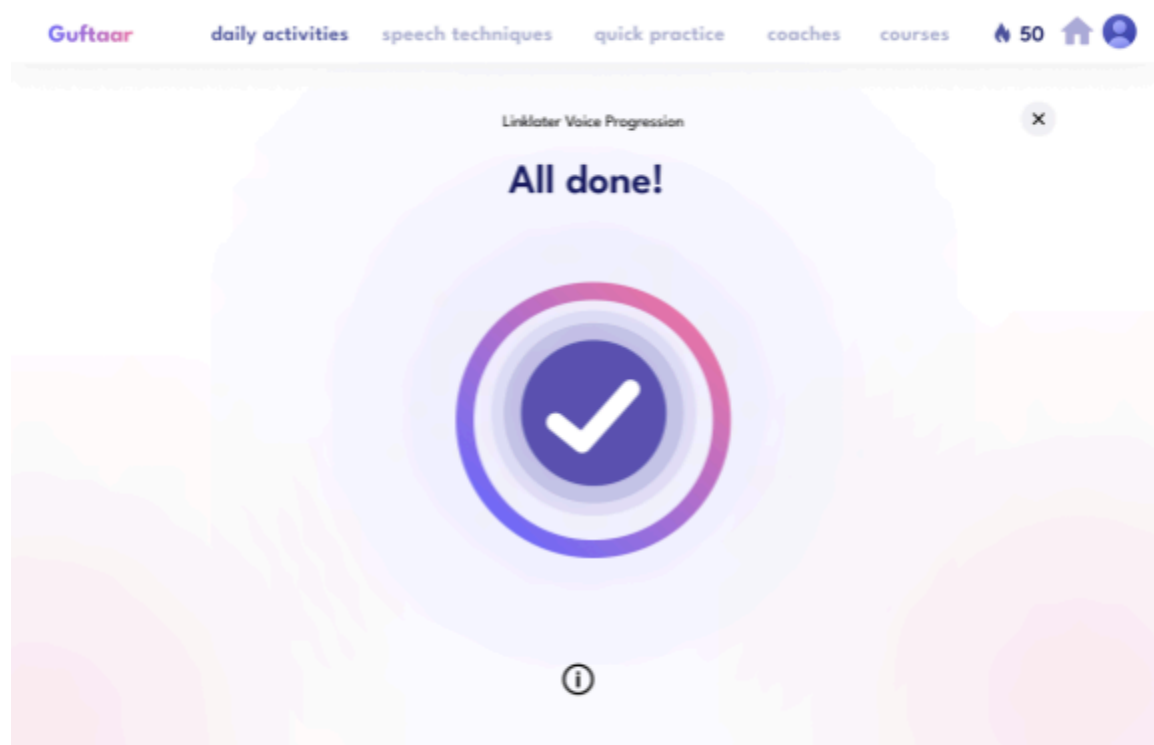 Guftaar daily activities speech techniques quick practice coaches courses 50
Linklater Voice Progression
All done!